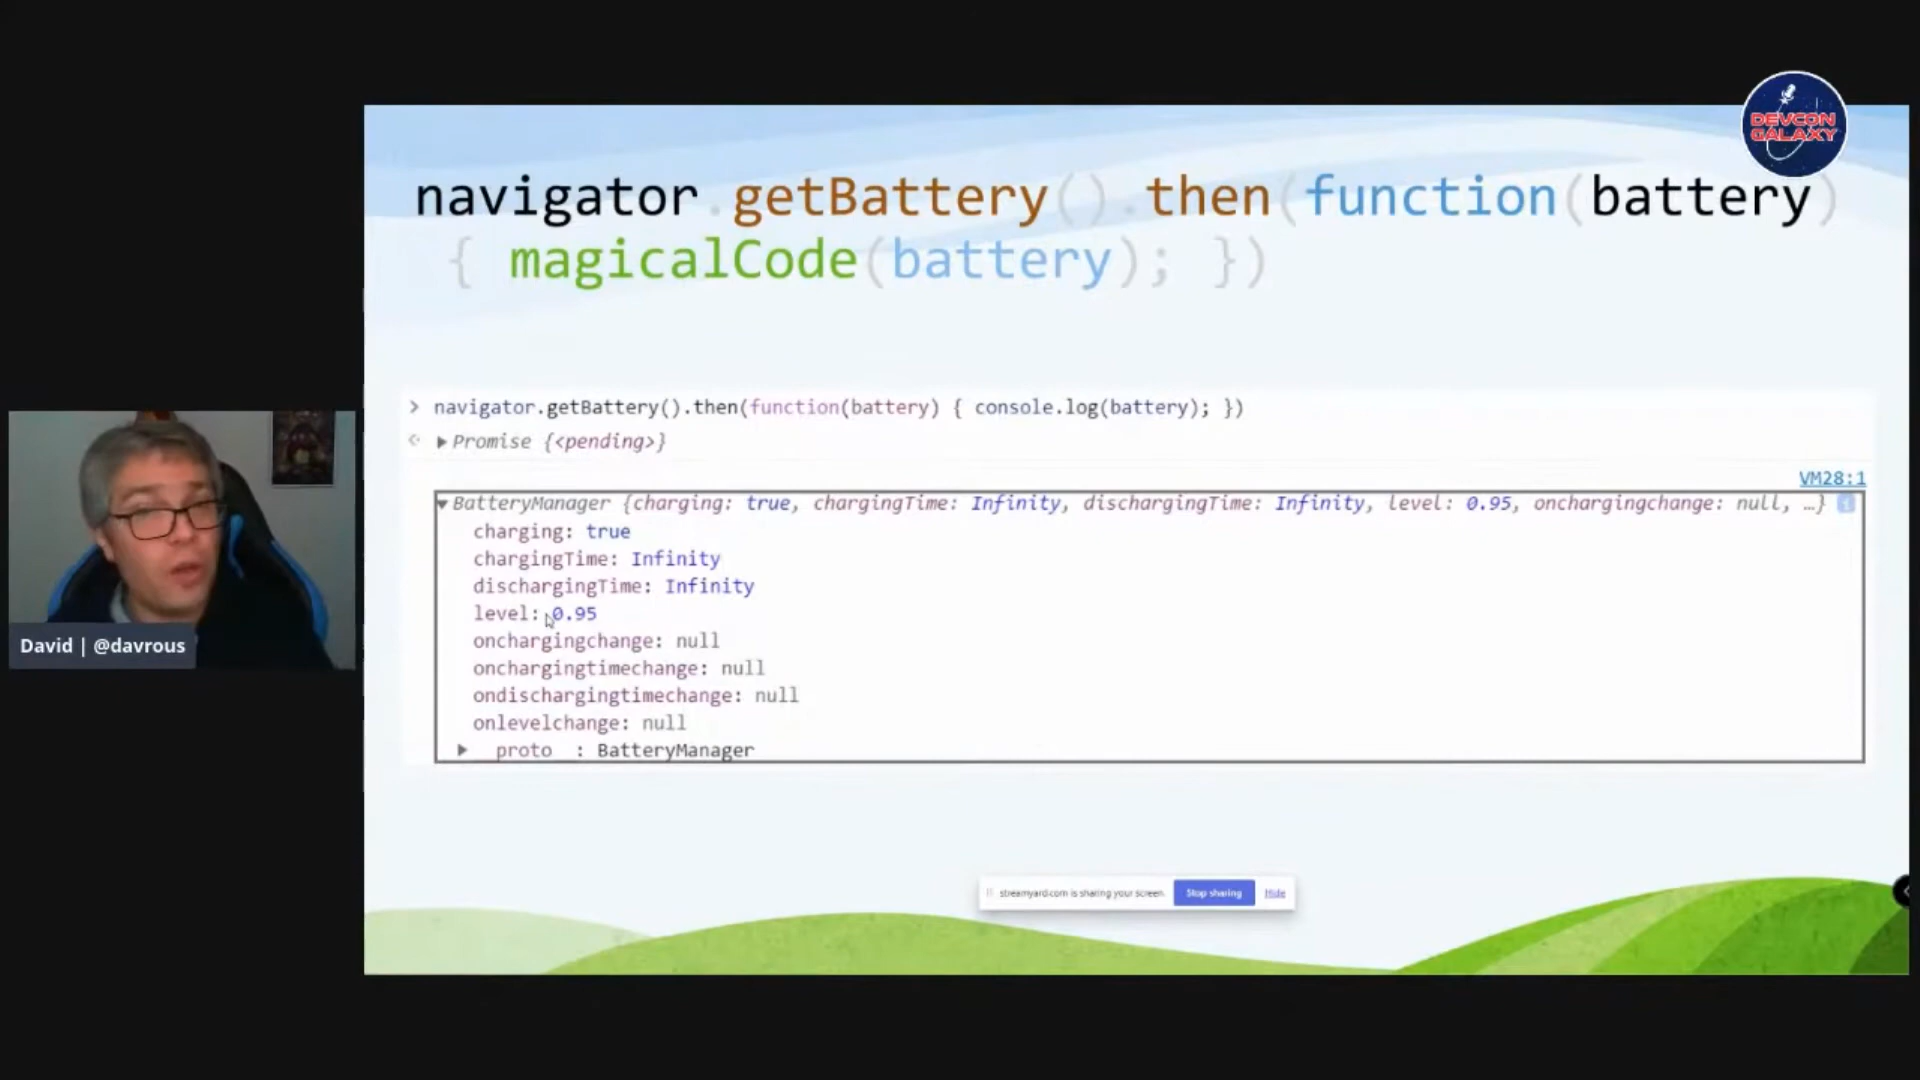 DEVCON
GALAXY
navigator.getBattery().then(function(battery)
{ magicalCode(battery); })
> navigator.getBattery().then(function(battery) { console.log(battery); })
Promise {<pending>}
VM28:1
BatteryManager {charging: true, chargingTime: Infinity, dischargingTime: Infinity, level: 0.95, onchargingchange: null, …}
charging: true
chargingTime: Infinity
dischargingTime: Infinity
level: 0.95
onchargingchange: null
onchargingtimechange: null
ondischargingtimechange: null
onlevelchange: null
__proto__: BatteryManager
David | @davrous
streamyard.com is sharing your screen. Stop sharing Hide